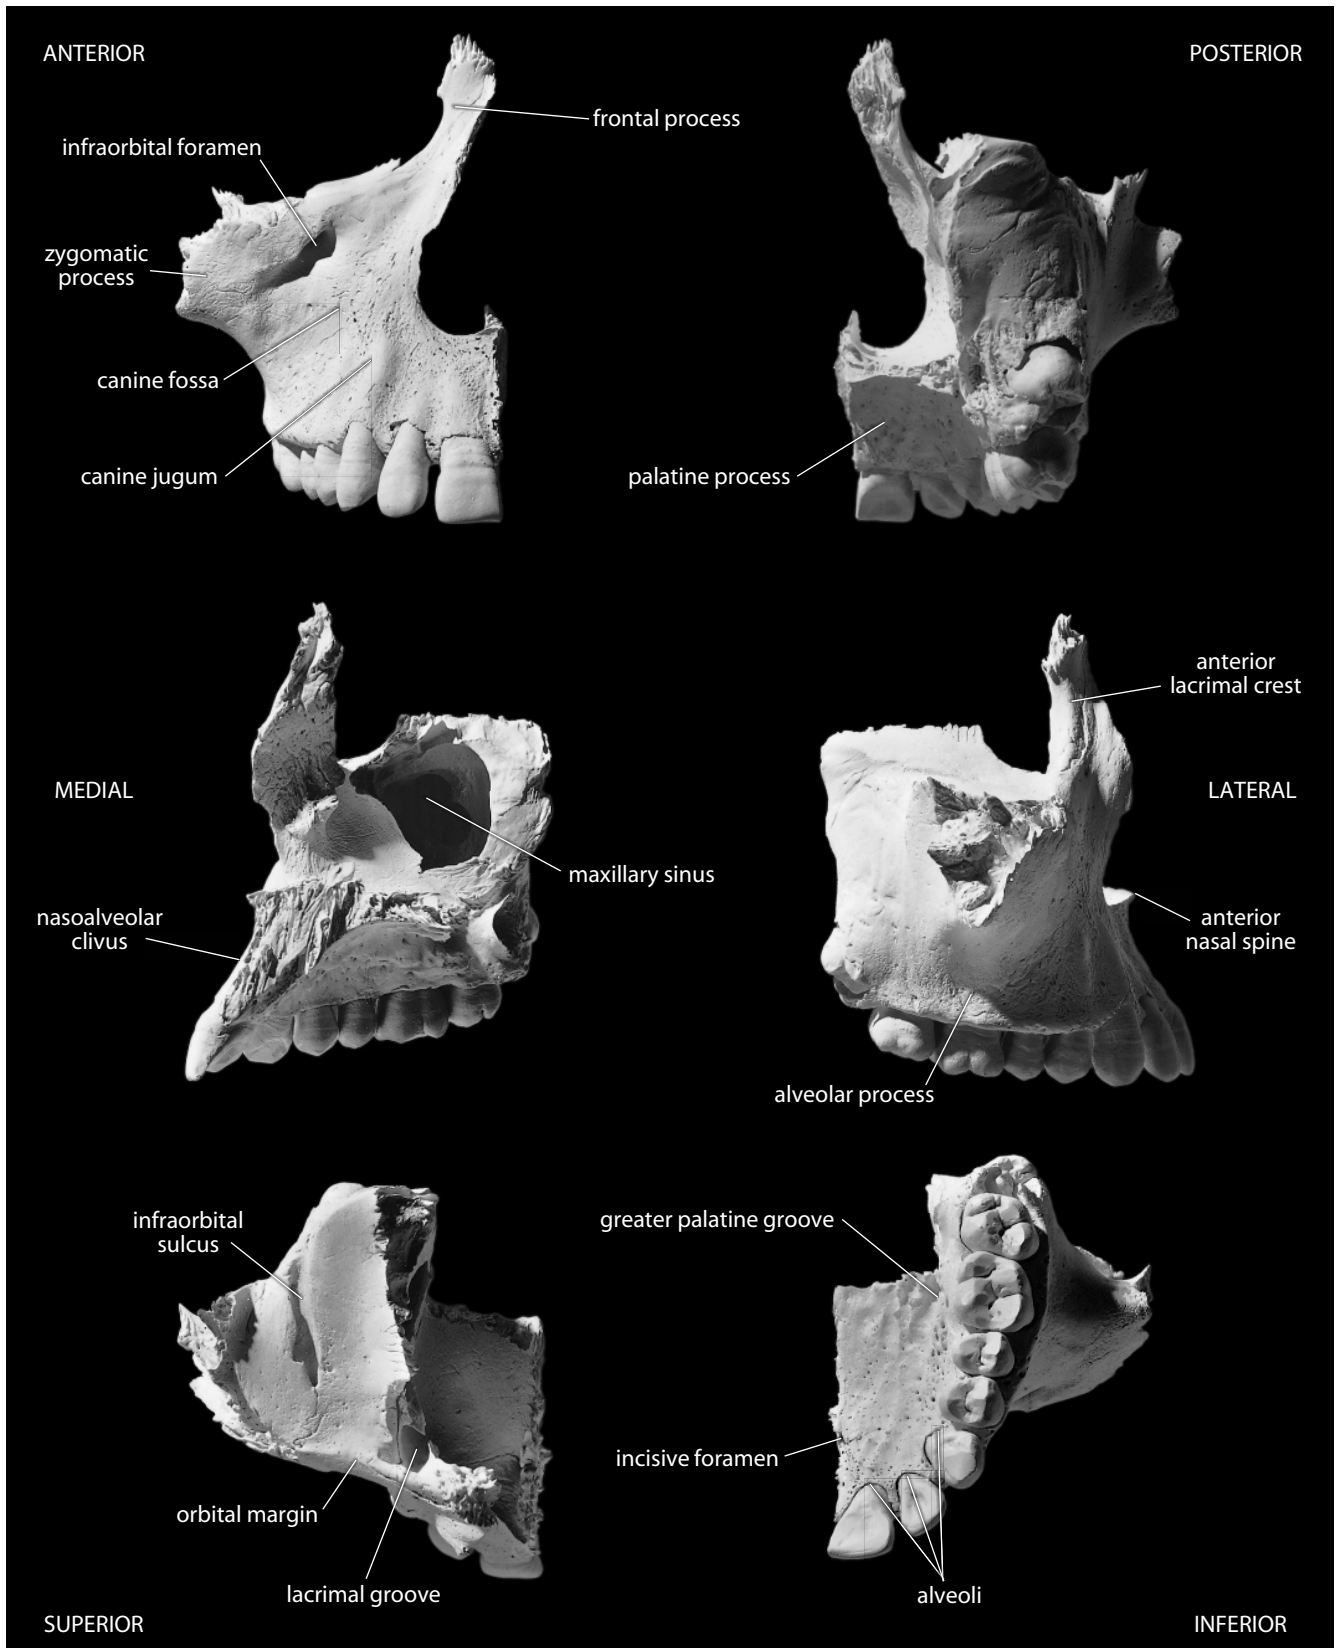 ANTERIOR
POSTERIOR
frontal process
infraorbital foramen
zygomatic
process
canine fossa
canine jugum
palatine process
anterior
lacrimal crest
MEDIAL
LATERAL
maxillary sinus
nasoalveolar
clivus
anterior
nasal spine
alveolar process
infraorbital
sulcus
greater palatine groove
incisive foramen
orbital margin
lacrimal groove
alveoli
SUPERIOR
INFERIOR